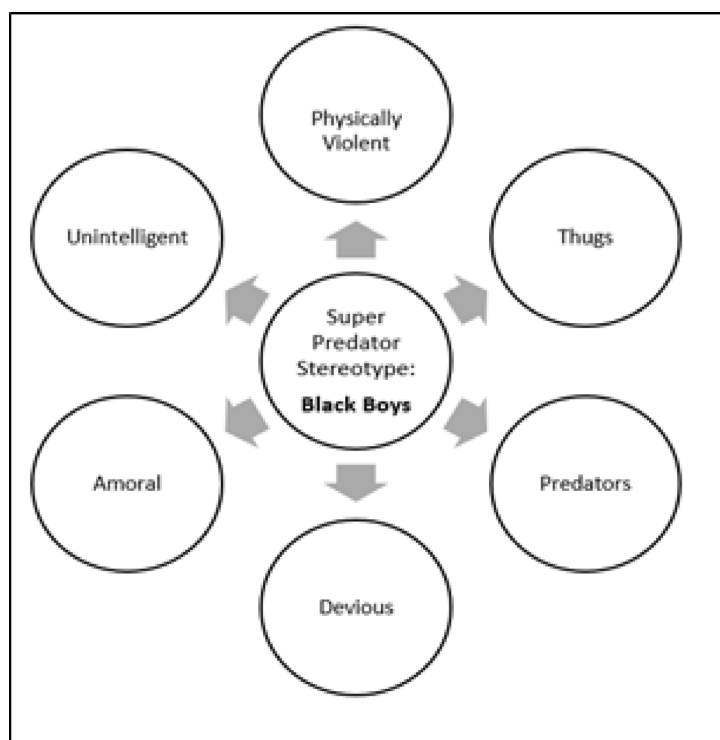 Physically
Violent
Unintelligent
Thugs
Super
Predator
Stereotype:
Black Boys
Amoral
Predators
Devious